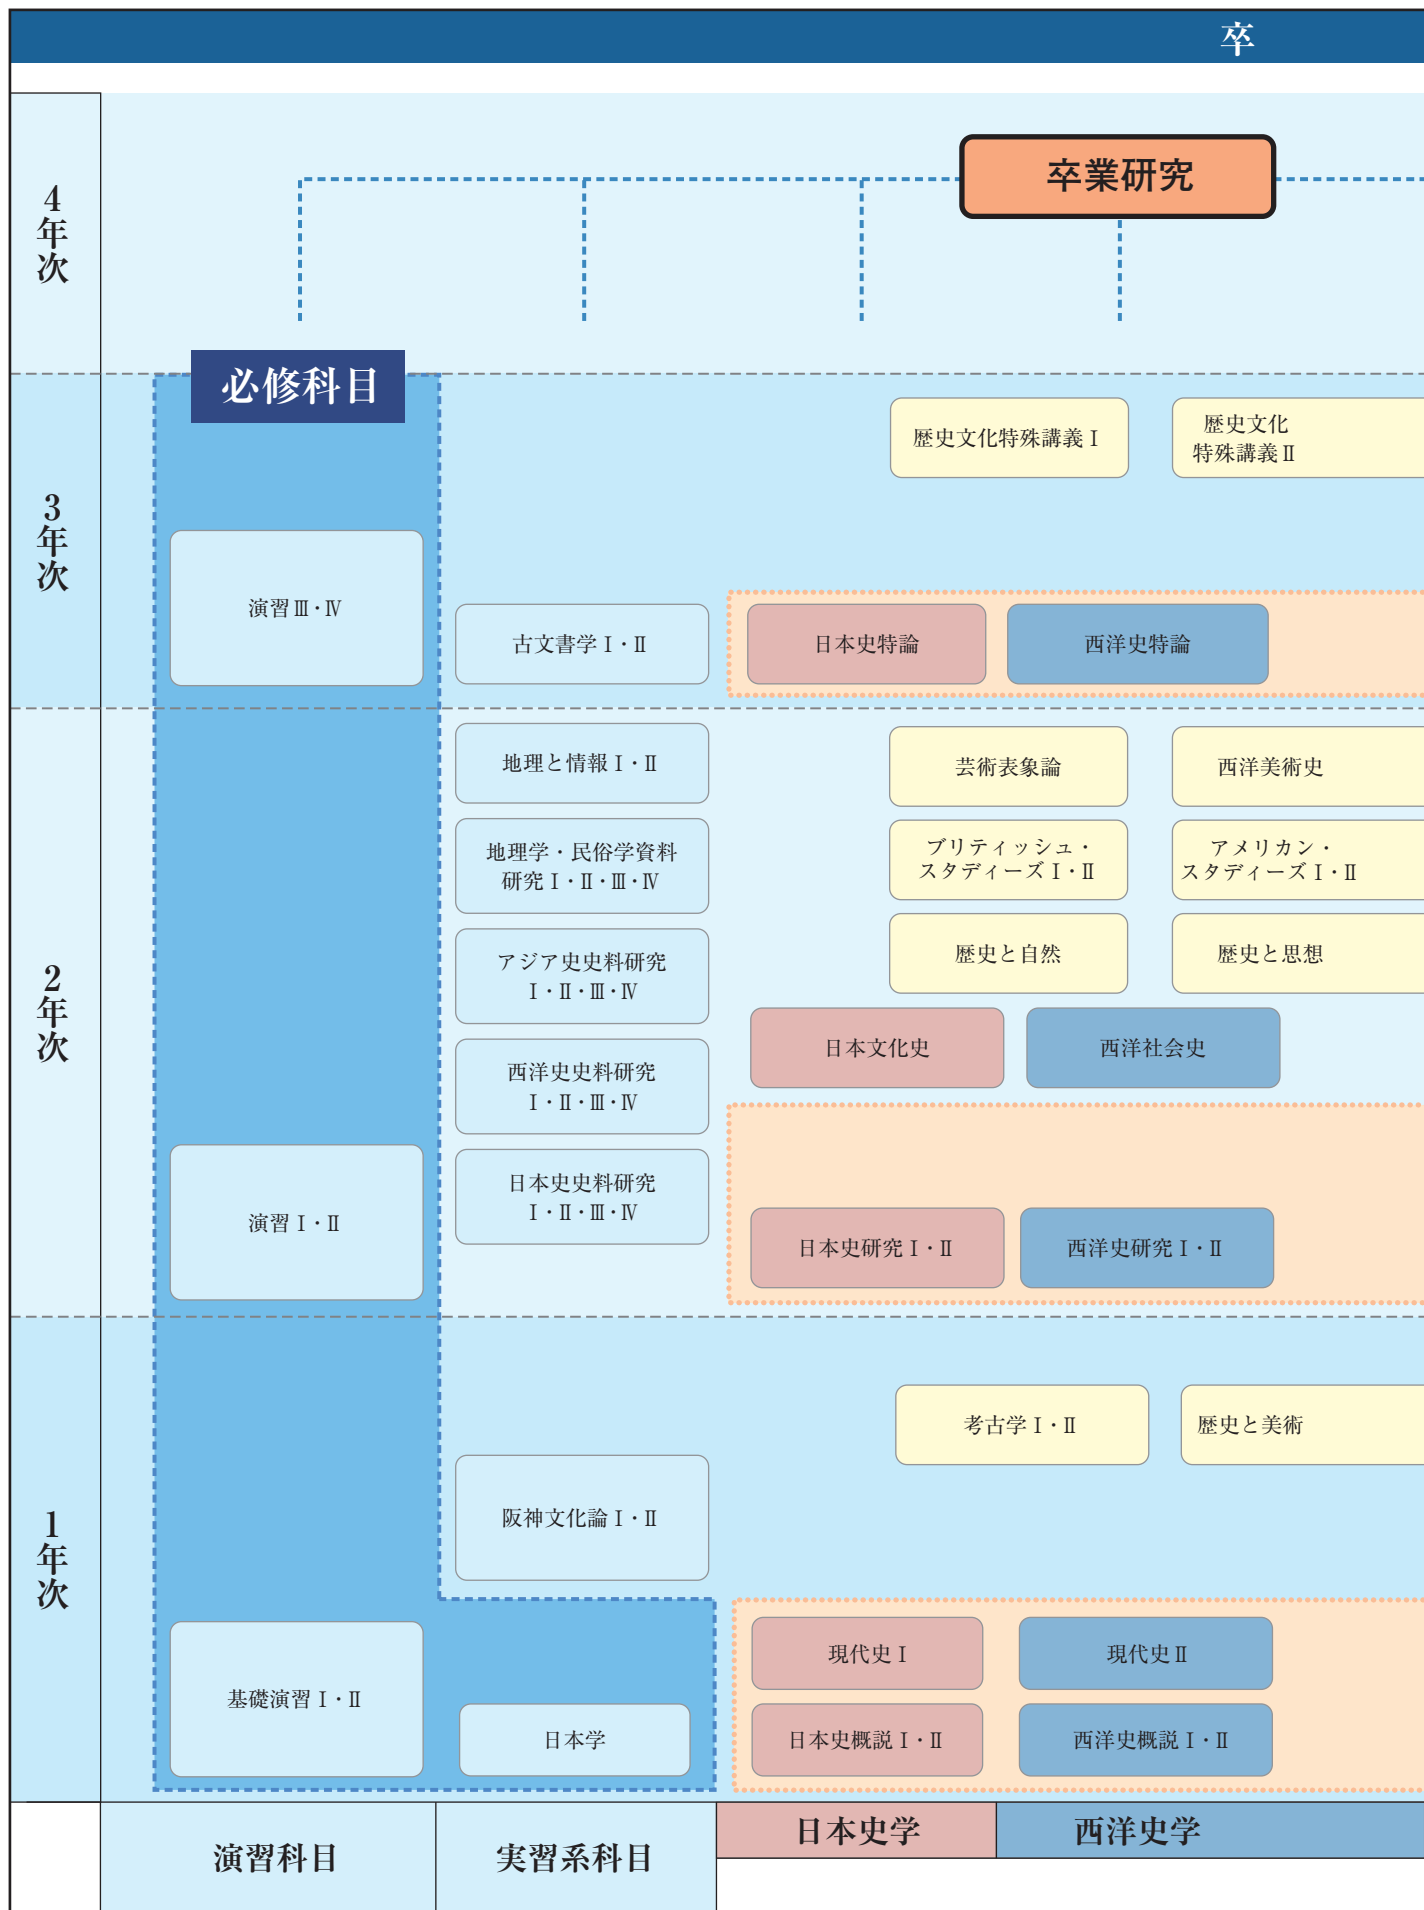 卒
4年次
卒業研究
必修科目
3年次
歴史文化特殊講義Ⅰ
歴史文化
特殊講義Ⅱ
演習Ⅲ・Ⅳ
古文書学Ⅰ・Ⅱ
日本史特論
西洋史特論
2年次
地理と情報Ⅰ・Ⅱ
芸術表象論
西洋美術史
地理学・民俗学資料
研究Ⅰ・Ⅱ・Ⅲ・Ⅳ
ブリティッシュ・
スタディーズⅠ・Ⅱ
アメリカン・
スタディーズⅠ・Ⅱ
アジア史史料研究
Ⅰ・Ⅱ・Ⅲ・Ⅳ
歴史と自然
歴史と思想
西洋史史料研究
Ⅰ・Ⅱ・Ⅲ・Ⅳ
日本文化史
西洋社会史
演習Ⅰ・Ⅱ
日本史史料研究
Ⅰ・Ⅱ・Ⅲ・Ⅳ
日本史研究Ⅰ・Ⅱ
西洋史研究Ⅰ・Ⅱ
1年次
考古学Ⅰ・Ⅱ
歴史と美術
阪神文化論Ⅰ・Ⅱ
基礎演習Ⅰ・Ⅱ
日本学
現代史Ⅰ
現代史Ⅱ
日本史概説Ⅰ・Ⅱ
西洋史概説Ⅰ・Ⅱ
演習科目
実習系科目
日本史学
西洋史学